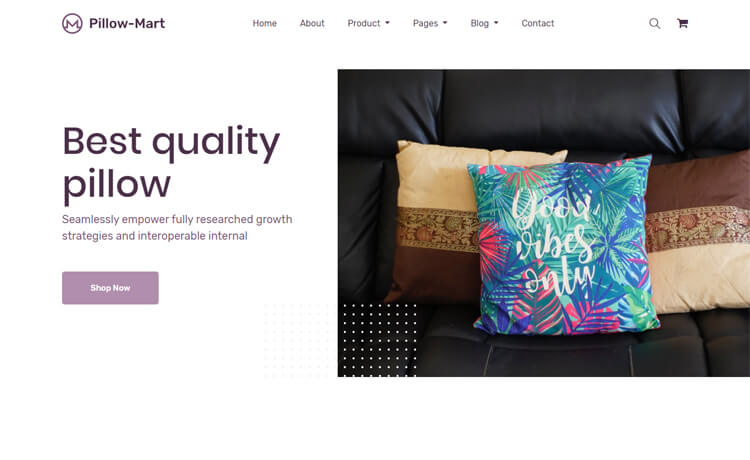 Pillow-Mart
Home
About
Product
Pages
Blog
Contact
Best quality
pillow
Seamlessly empower fully researched growth
strategies and interoperable internal
Shop Now
Good
vibes
only